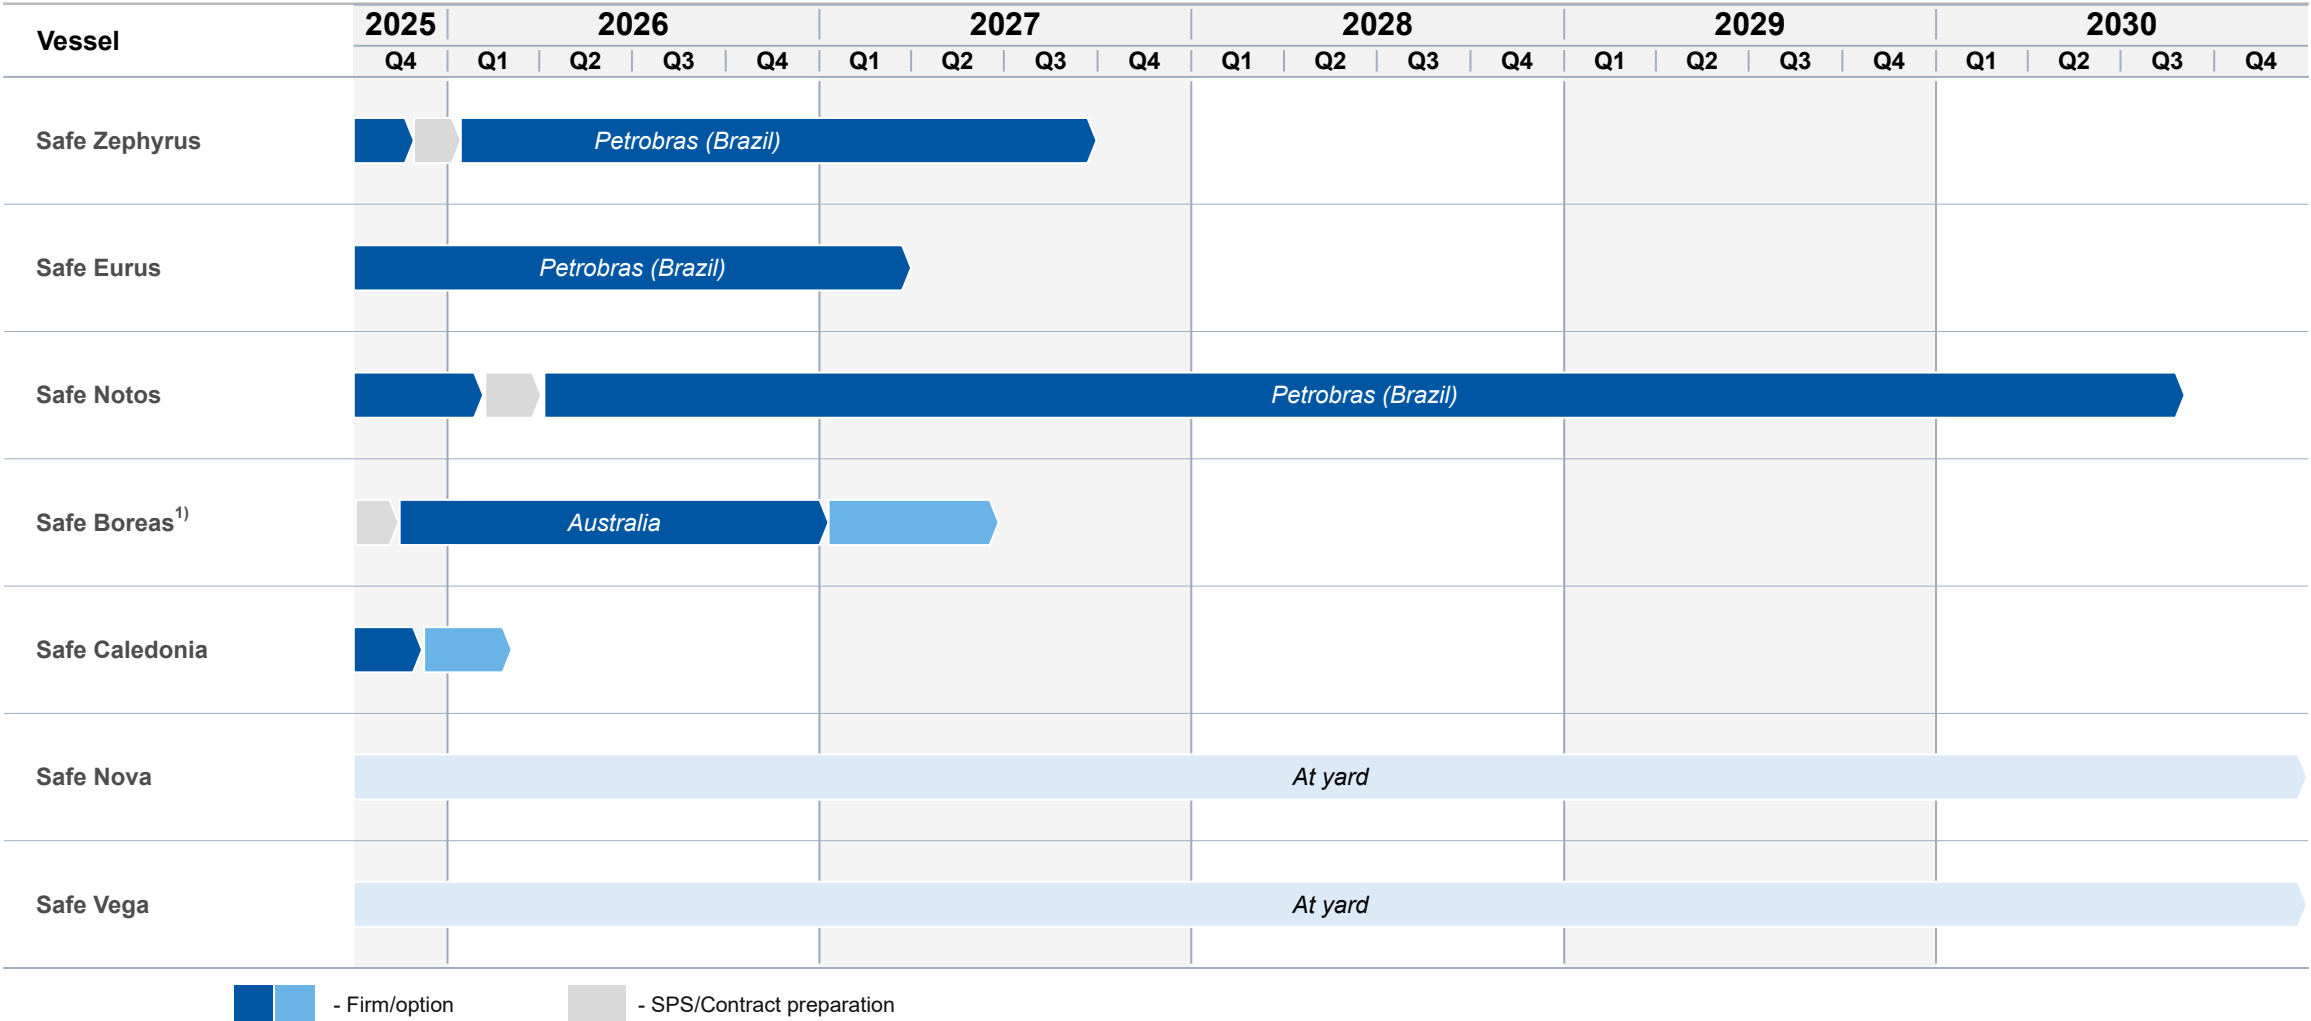 Vessel
2025 2026 2027 2028 2029 2030
Q4 Q1 Q2 Q3 Q4 Q1 Q2 Q3 Q4 Q1 Q2 Q3 Q4 Q1 Q2 Q3 Q4 Q1 Q2 Q3 Q4
Safe Zephyrus Petrobras (Brazil)
Safe Eurus Petrobras (Brazil)
Safe Notos Petrobras (Brazil)
Safe Boreas1) Australia
Safe Caledonia
Safe Nova At yard
Safe Vega At yard
- Firm/option - SPS/Contract preparation